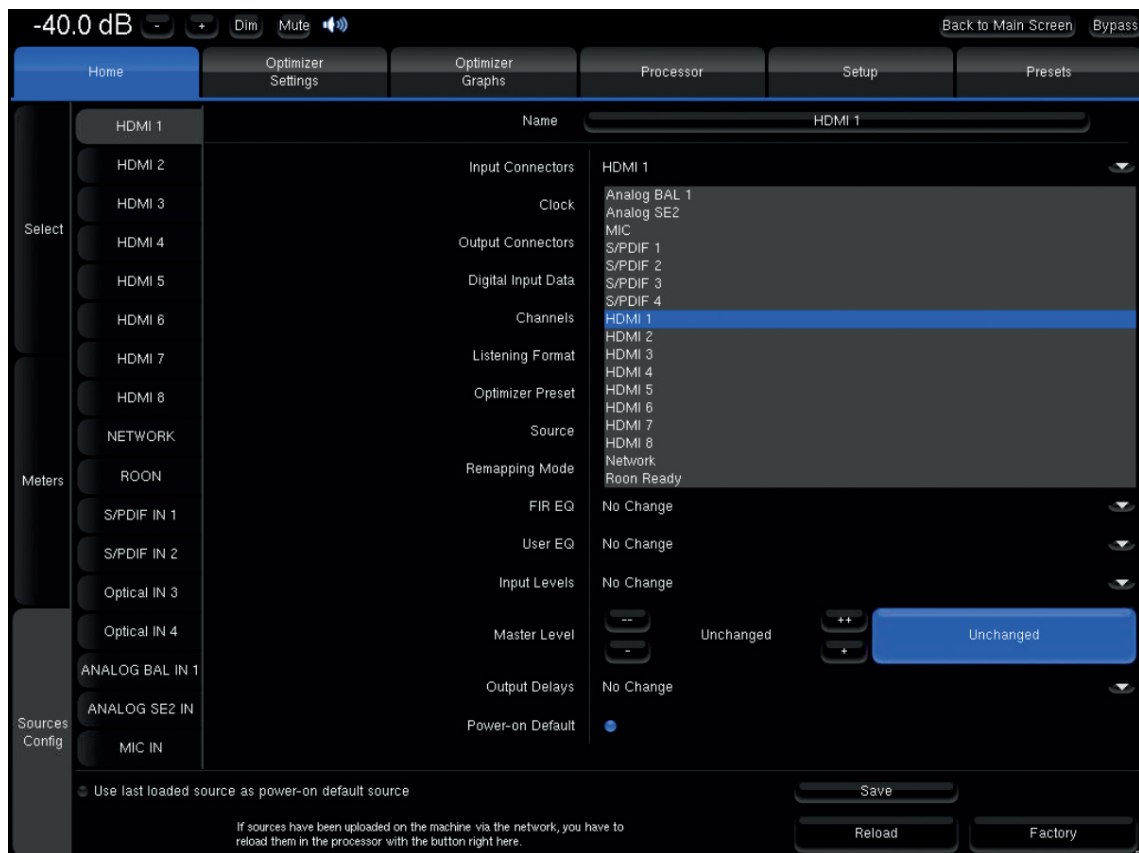 -40.0 dB - + Dim Mute Back to Main Screen Bypass
Home Optimizer Settings Optimizer Graphs Processor Setup Presets
Select
Meters
Sources Config
HDMI 1
HDMI 2
HDMI 3
HDMI 4
HDMI 5
HDMI 6
HDMI 7
HDMI 8
NETWORK
ROON
S/PDIF IN 1
S/PDIF IN 2
Optical IN 3
Optical IN 4
ANALOG BAL IN 1
ANALOG SE2 IN
MIC IN
Name HDMI 1
Input Connectors HDMI 1
Clock
Output Connectors
Digital Input Data
Channels
Listening Format
Optimizer Preset
Source
Remapping Mode
Analog BAL 1
Analog SE2
MIC
S/PDIF 1
S/PDIF 2
S/PDIF 3
S/PDIF 4
HDMI 1
HDMI 2
HDMI 3
HDMI 4
HDMI 5
HDMI 6
HDMI 7
HDMI 8
Network
Roon Ready
FIR EQ No Change
User EQ No Change
Input Levels No Change
Master Level -- - Unchanged ++ + Unchanged
Output Delays No Change
Power-on Default
Use last loaded source as power-on default source
Save
If sources have been uploaded on the machine via the network, you have to
reload them in the processor with the button right here.
Reload Factory